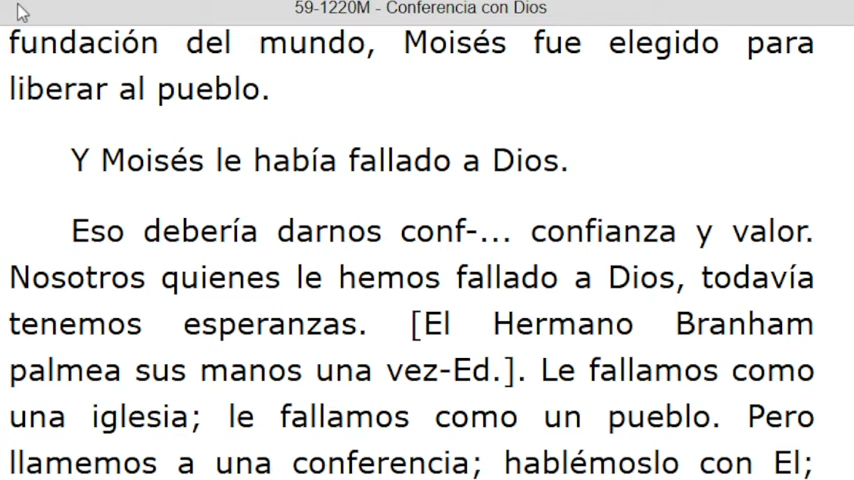 59-1220M - Conferencia con Dios
fundación del mundo, Moisés fue elegido para
liberar al pueblo.
Y Moisés le había fallado a Dios.
Eso debería darnos conf-... confianza y valor.
Nosotros quienes le hemos fallado a Dios, todavía
tenemos esperanzas. [El Hermano Branham
palmea sus manos una vez-Ed.]. Le fallamos como
una iglesia; le fallamos como un pueblo. Pero
llamemos a una conferencia; hablémoslo con El;